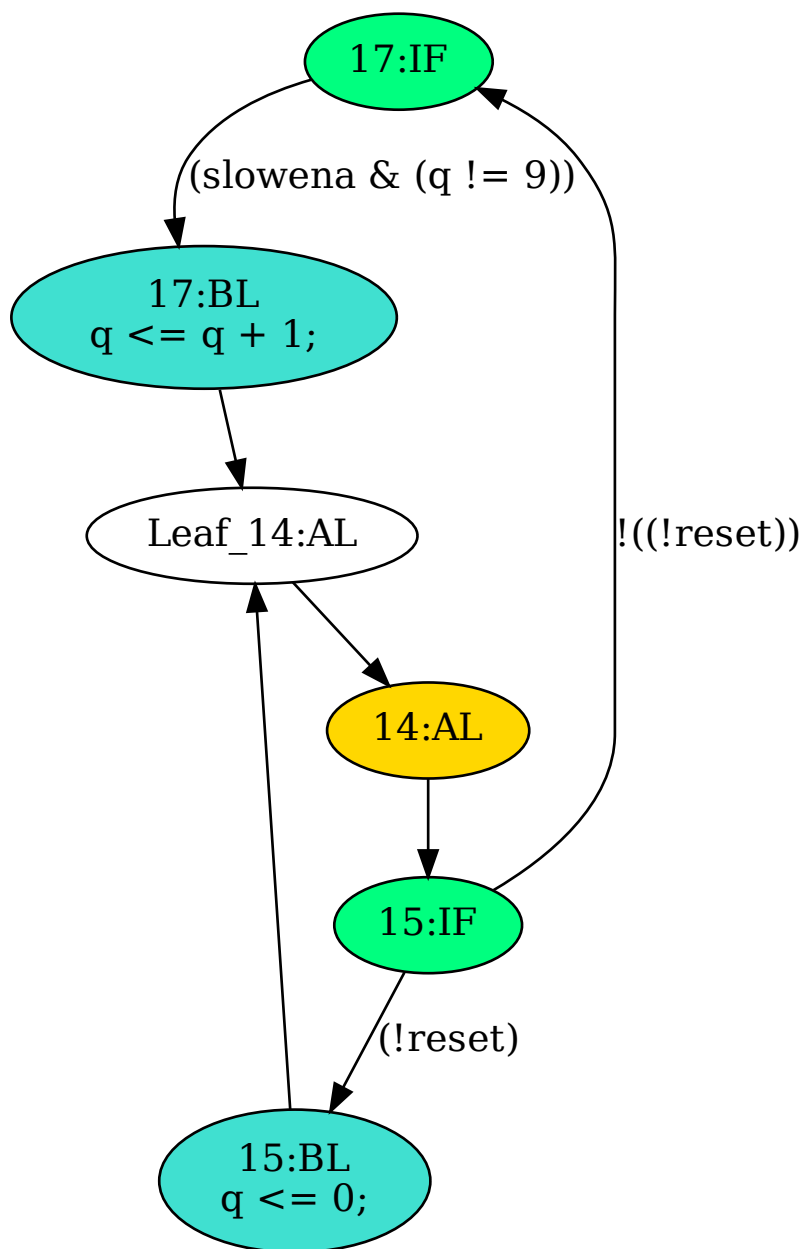 17:IF
(slowena & (q != 9))
17:BL
q <= q + 1;
Leaf_14:AL
!((!reset))
14:AL
15:IF
(!reset)
15:BL
q <= 0;